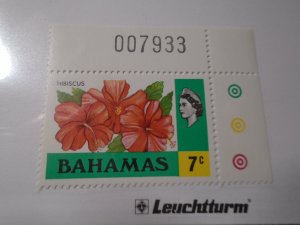 007933
HIBISCUS
BAHAMAS 7c
Leuchtturm